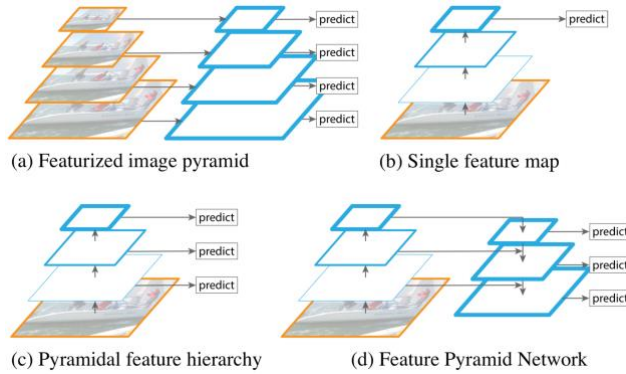 predict
predict
predict
predict
predict
(a) Featurized image pyramid
(b) Single feature map
predict
predict
predict
predict
predict
predict
(c) Pyramidal feature hierarchy
(d) Feature Pyramid Network